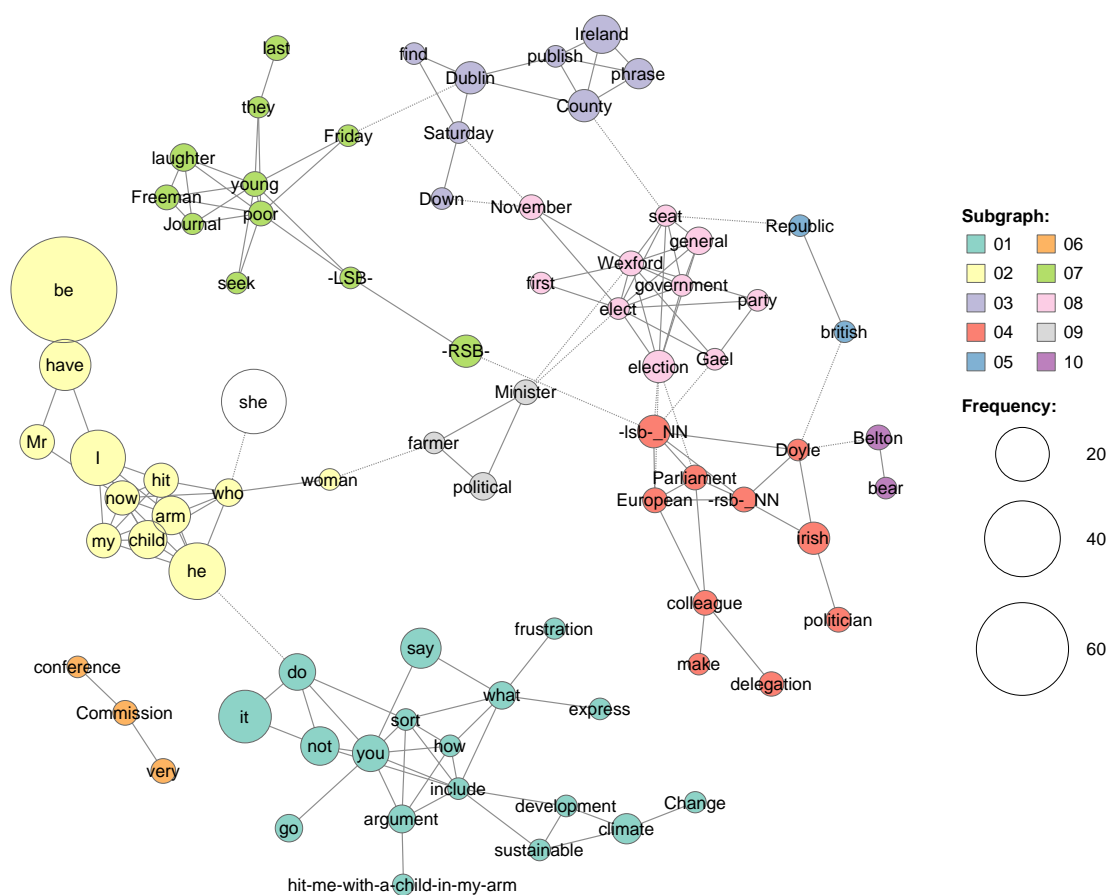 last
find
publish
Ireland
phrase
Dublin
County
they
Friday
Saturday
laughter
young
Freeman
poor
Journal
Down
November
seat
general
Republic
Subgraph:
01 06
02 07
03 08
04 09
05 10
be
seek
-LSB-
first
Wexford
government
elect
party
british
-RSB-
election
Gael
have
Minister
she
Frequency:
20
40
60
Mr
I
farmer
-lsb-_NN
Doyle
Belton
hit
now
who
woman
political
Parliament
European
-rsb-_NN
bear
arm
my
child
he
irish
colleague
politician
conference
do
say
frustration
make
delegation
Commission
it
sort
what
express
very
not
you
how
include
go
argument
development
Change
climate
sustainable
hit-me-with-a-child-in-my-arm